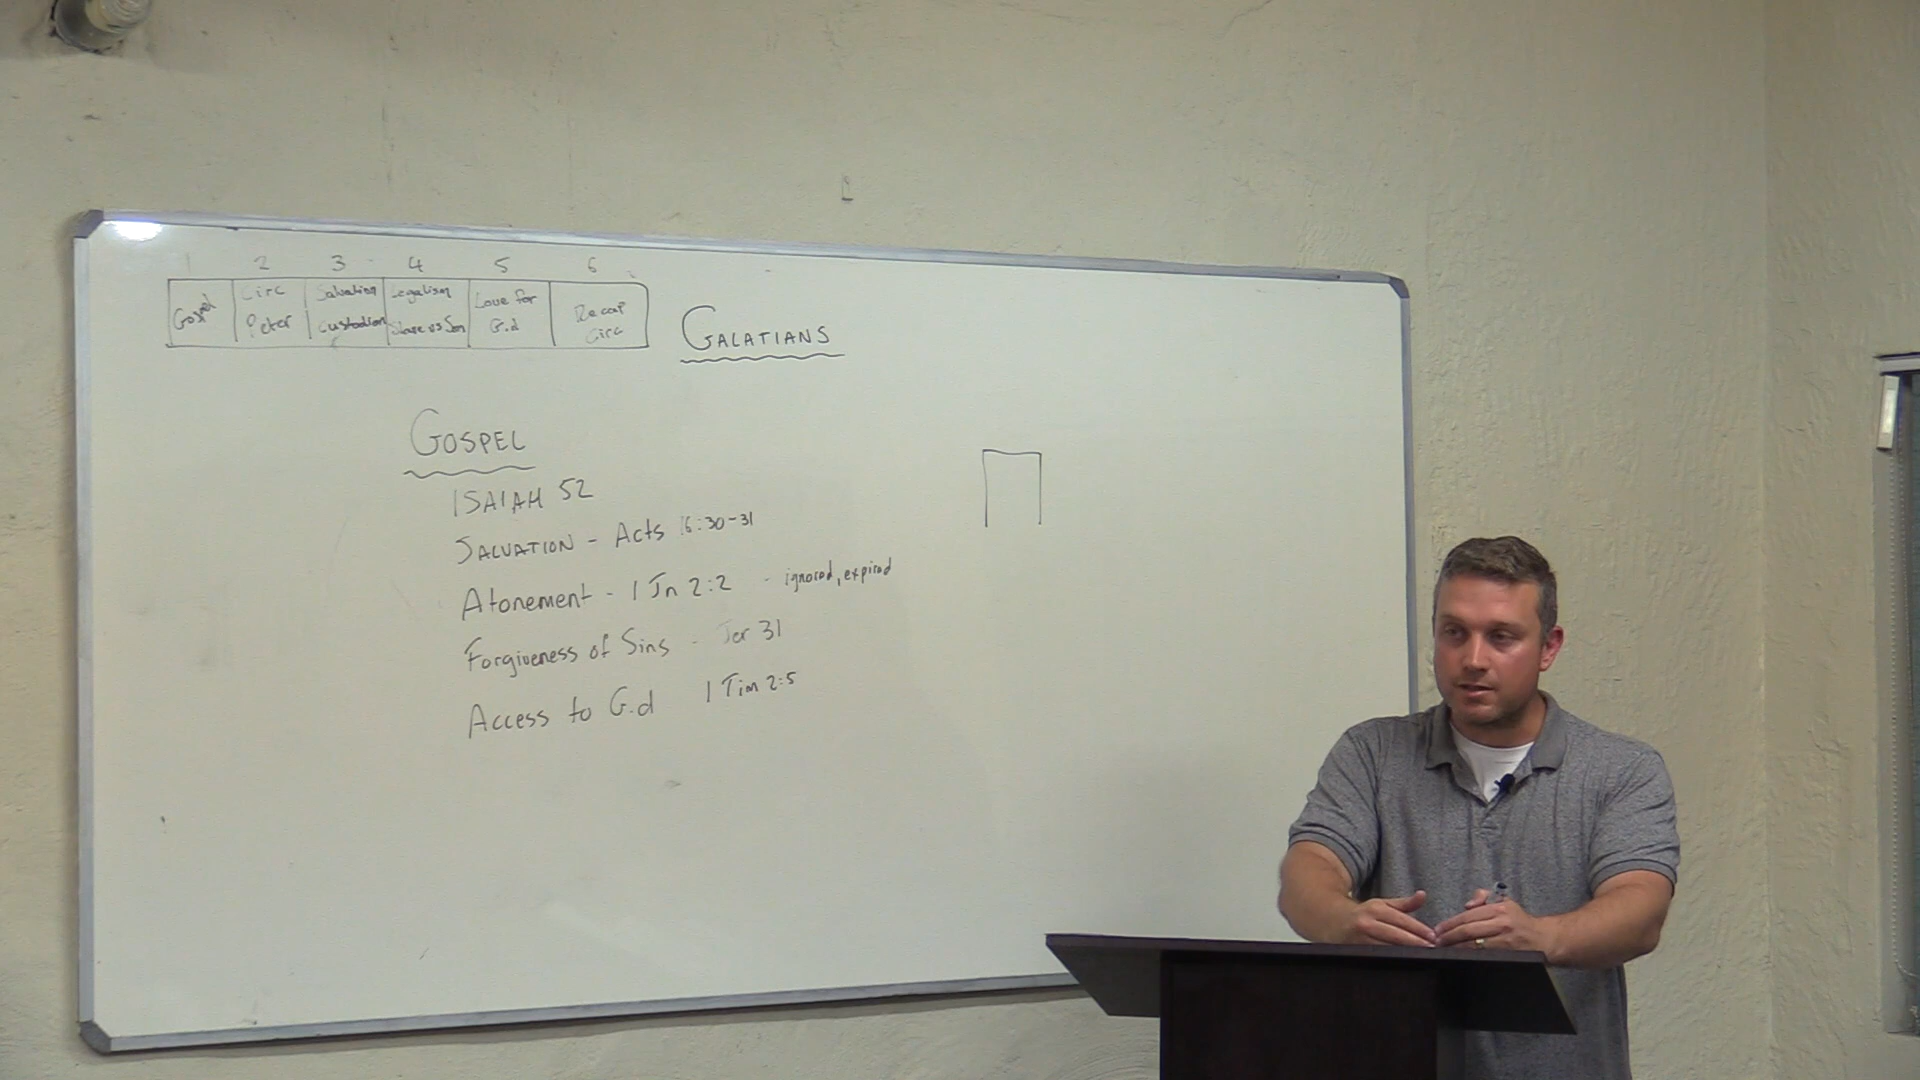 1 2 3 4 5 6
Gospel Circ Salvation Legalism Love for Recap
Peter Custodian Slave vs Son G.d Circ
GALATIANS
GOSPEL
ISAIAH 52
SALVATION - Acts 16:30-31
Atonement - 1 Jn 2:2 - ignored, expired
Forgiveness of Sins - Jer 31
Access to G.d 1 Tim 2:5